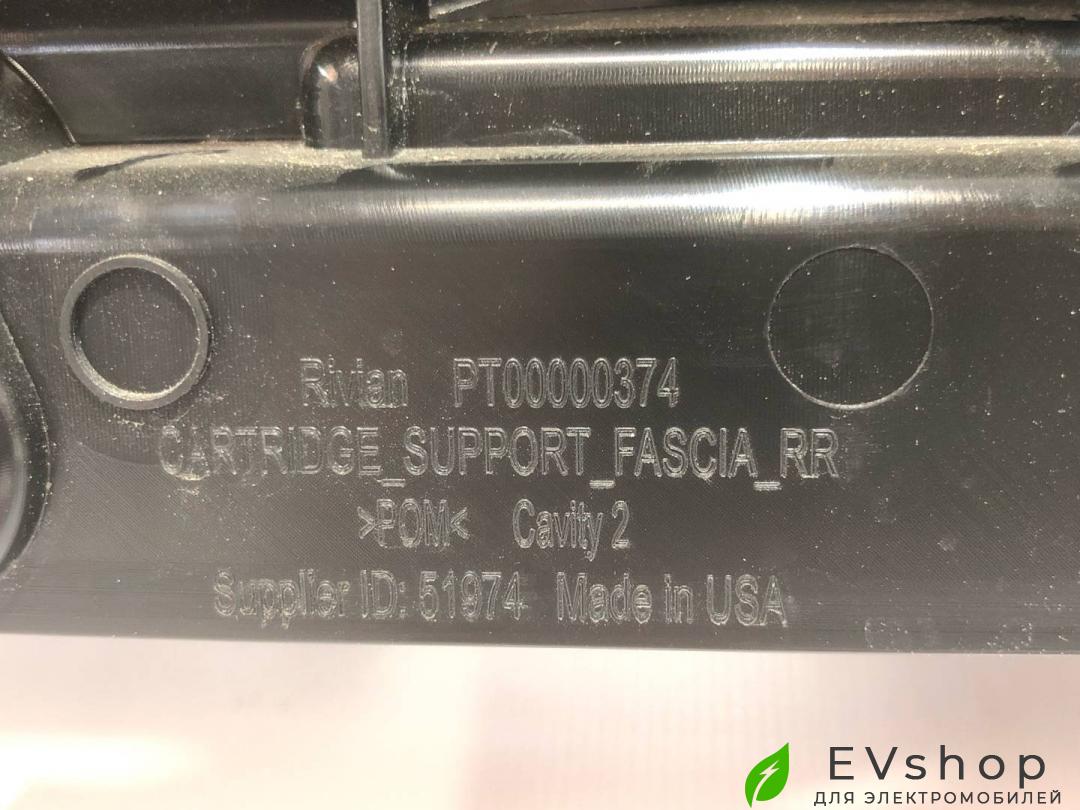 Rivian PT00000374
CARTRIDGE_SUPPORT_FASCIA_RR
>POM< Cavity 2
Supplier ID: 51974 Made in USA
EVshop
ДЛЯ ЭЛЕКТРОМОБИЛЕЙ